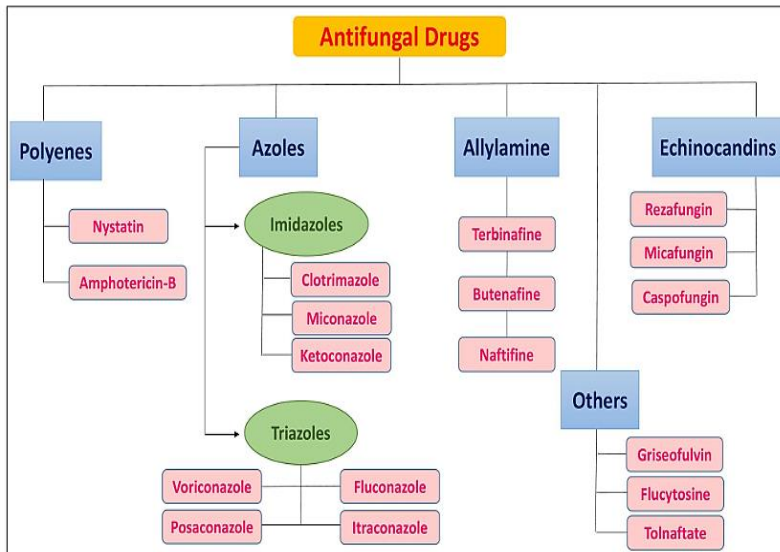 Antifungal Drugs
Polyenes
Nystatin
Amphotericin-B
Azoles
Imidazoles
Clotrimazole
Miconazole
Ketoconazole
Triazoles
Voriconazole
Fluconazole
Posaconazole
Itraconazole
Allylamine
Terbinafine
Butenafine
Naftifine
Echinocandins
Rezafungin
Micafungin
Caspofungin
Others
Griseofulvin
Flucytosine
Tolnaftate